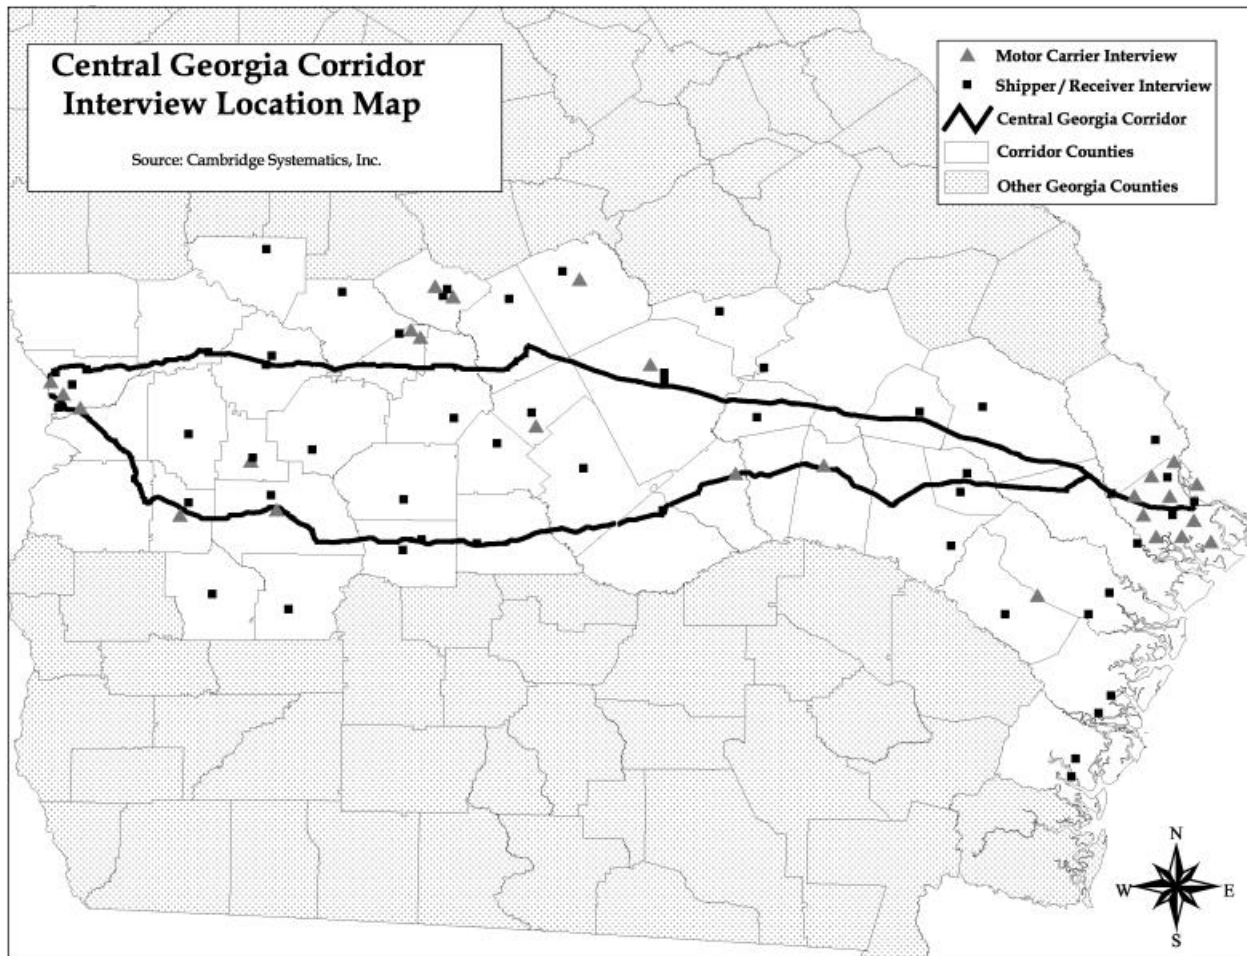 Central Georgia Corridor
Interview Location Map
Source: Cambridge Systematics, Inc.
Motor Carrier Interview
Shipper / Receiver Interview
Central Georgia Corridor
Corridor Counties
Other Georgia Counties
N
W
E
S